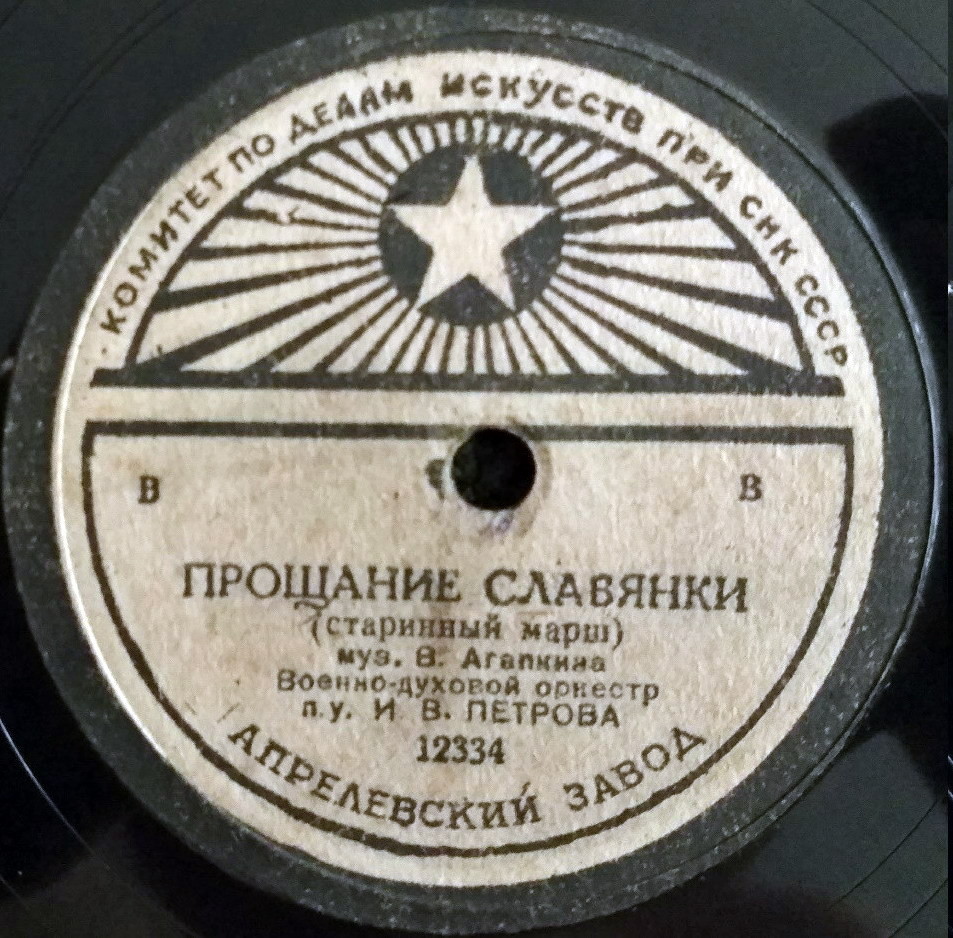 КОМИТЕТ ПО ДЕЛАМ ИСКУССТВ ПРИ СНК СССР
В В
ПРОЩАНИЕ СЛАВЯНКИ
(старинный марш)
муз. В. Агапкина
Военно-духовой оркестр
п.у. И В. ПЕТРОВА
12334
АПРЕЛЕВСКИЙ ЗАВОД